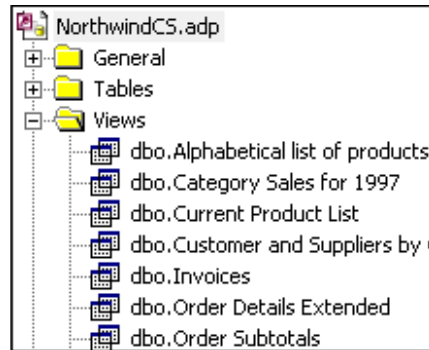 NorthwindCS.adp
General
Tables
Views
dbo.Alphabetical list of products
dbo.Category Sales for 1997
dbo.Current Product List
dbo.Customer and Suppliers by
dbo.Invoices
dbo.Order Details Extended
dbo.Order Subtotals